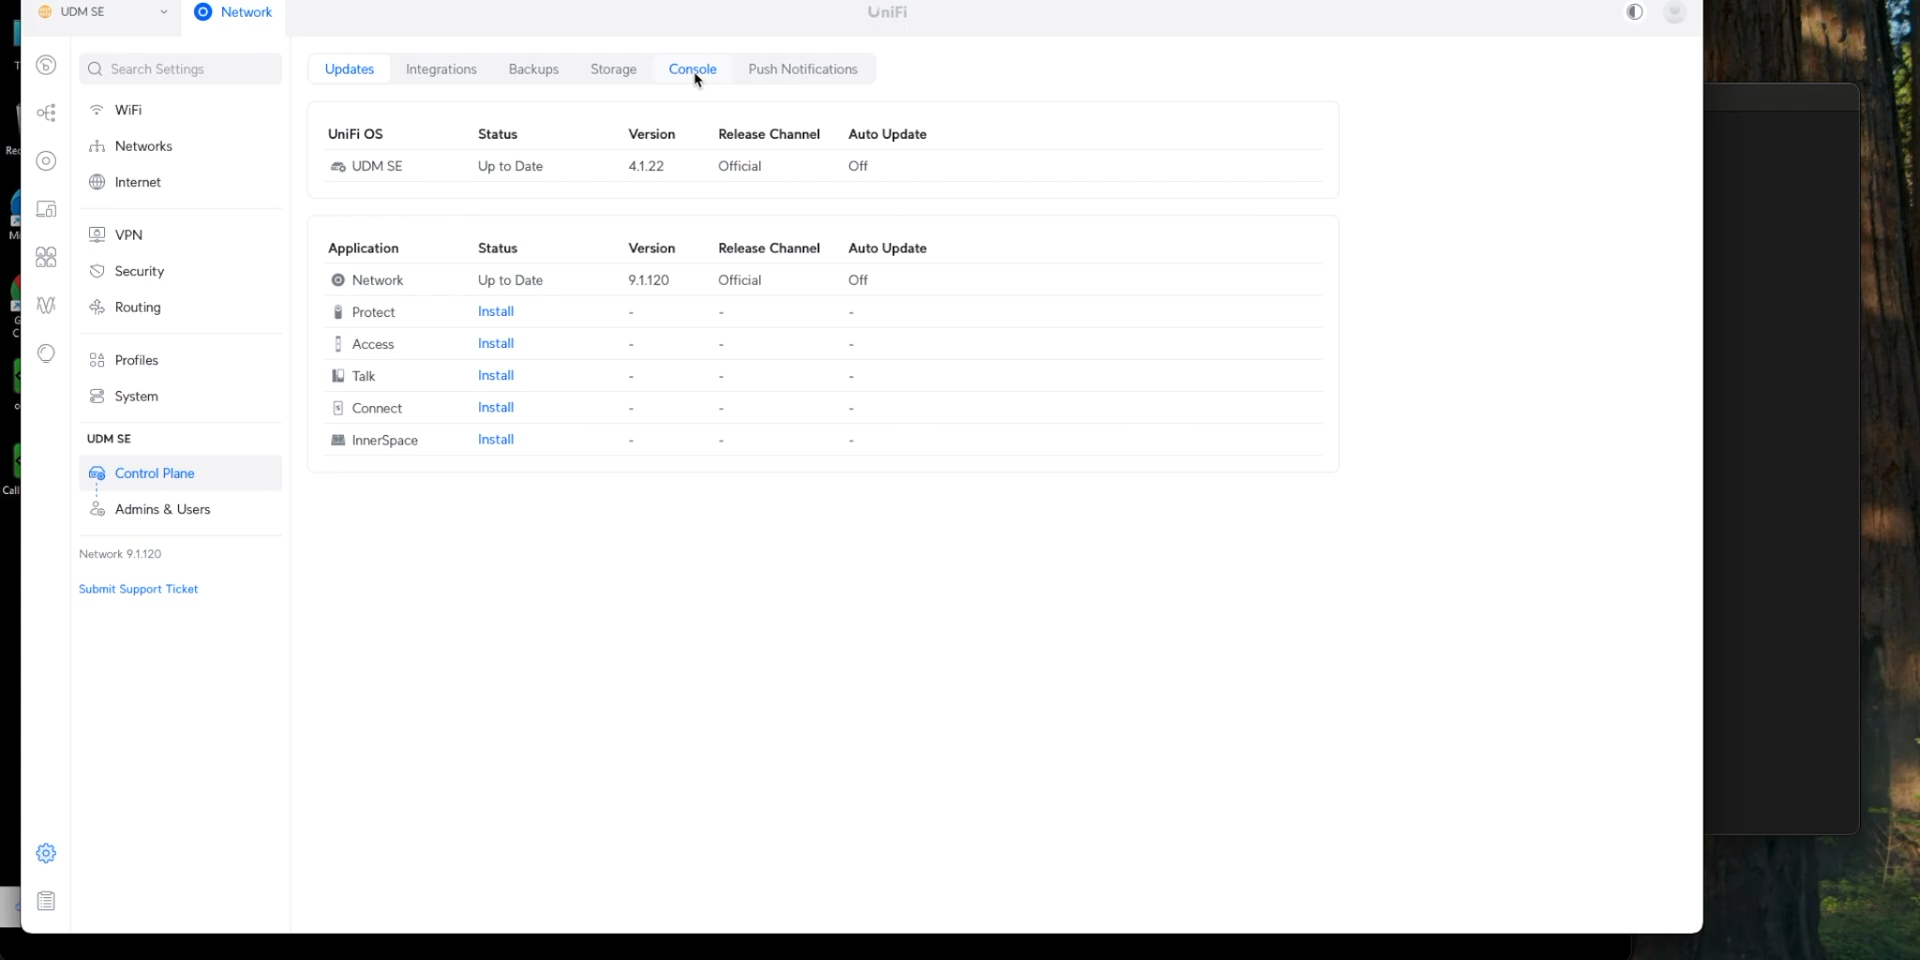 UDM SE
Network
UniFi
Search Settings
WiFi
Networks
Internet
VPN
Security
Routing
Profiles
System
UDM SE
Control Plane
Admins & Users
Network 9.1.120
Submit Support Ticket
Updates Integrations Backups Storage Console Push Notifications
UniFi OS Status Version Release Channel Auto Update
UDM SE Up to Date 4.1.22 Official Off
Application Status Version Release Channel Auto Update
Network Up to Date 9.1.120 Official Off
Protect Install - - -
Access Install - - -
Talk Install - - -
Connect Install - - -
InnerSpace Install - - -